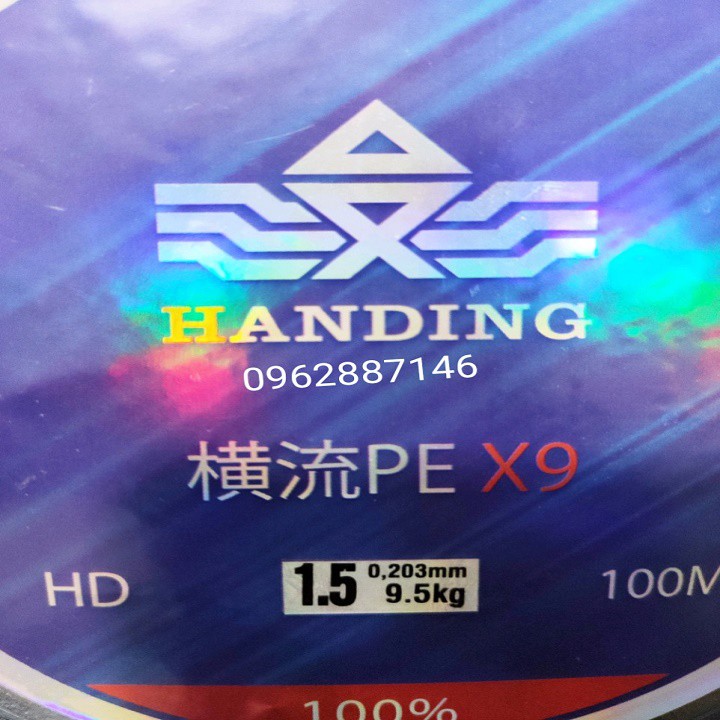 HANDING
0962887146
横流PE X9
HD
1.5 0,203mm
9.5kg
100M
100%